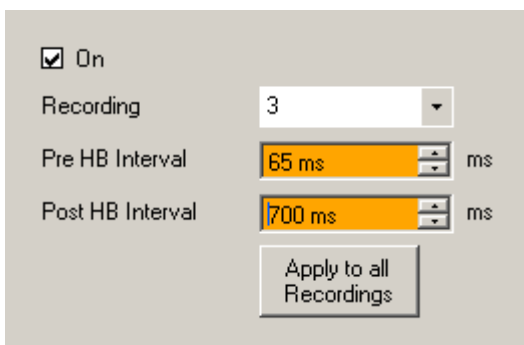 On
Recording 3
Pre HB Interval 65 ms ms
Post HB Interval 700 ms ms
Apply to all
Recordings